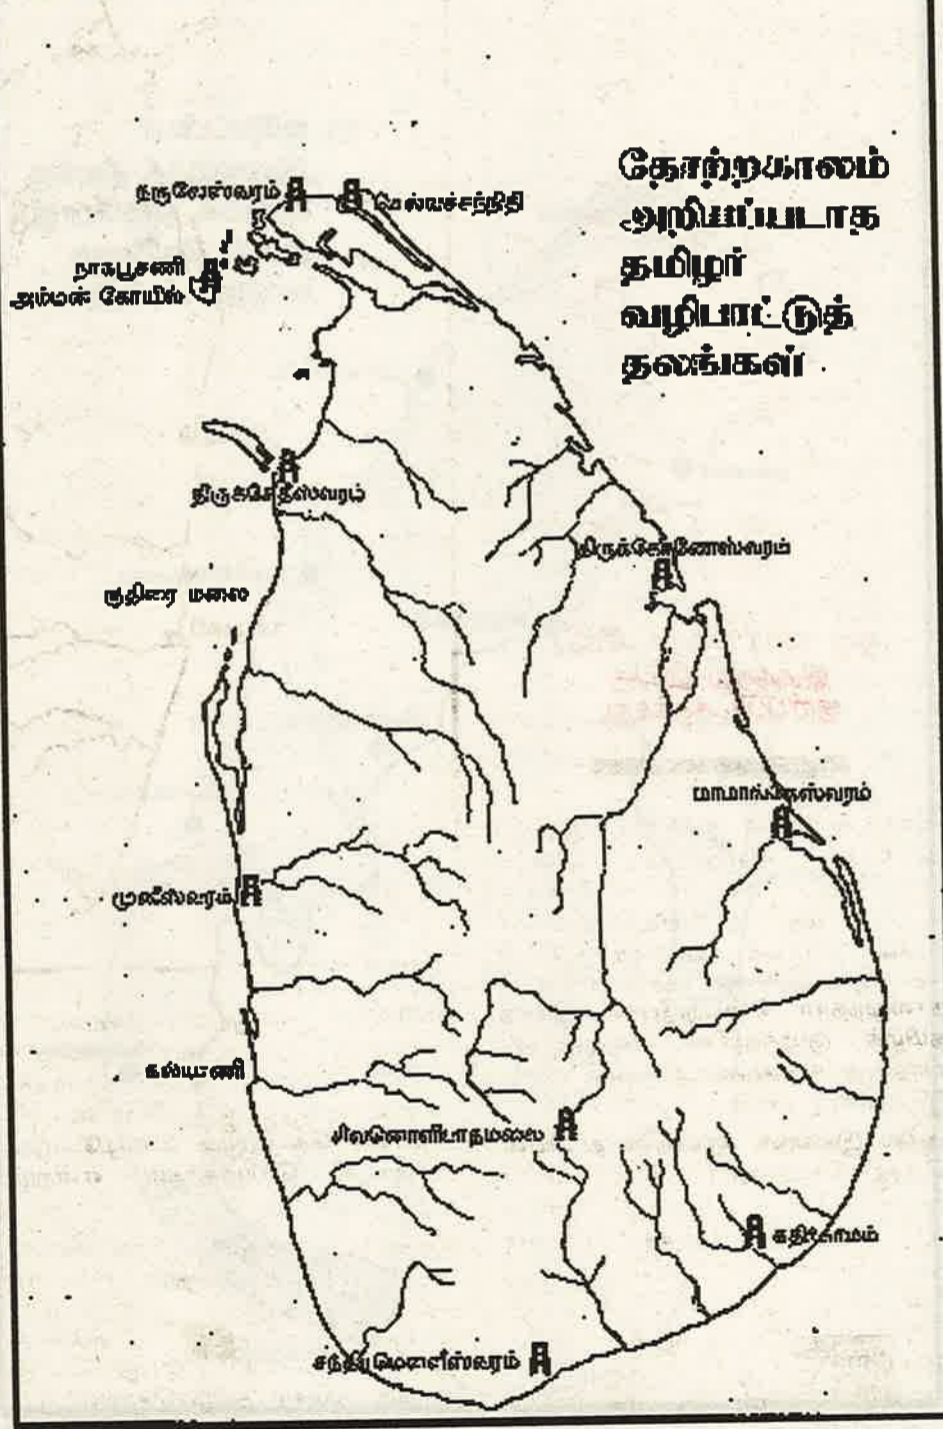 தோற்றகாலம்
அறியப்படாத
தமிழர்
வழிபாட்டுத்
தலங்கள்
நகுலேஸ்வரம்
செல்வச்சந்நிதி
நாகபூசணி
அம்மன் கோயில்
திருக்கேதீஸ்வரம்
திருக்கோணேஸ்வரம்
குதிரை மலை
மாமாங்கேஸ்வரம்
முனீஸ்வரம்
கல்யாணி
சிவனொளிபாதமலை
கதிர்காமம்
சந்திரமௌளீஸ்வரம்